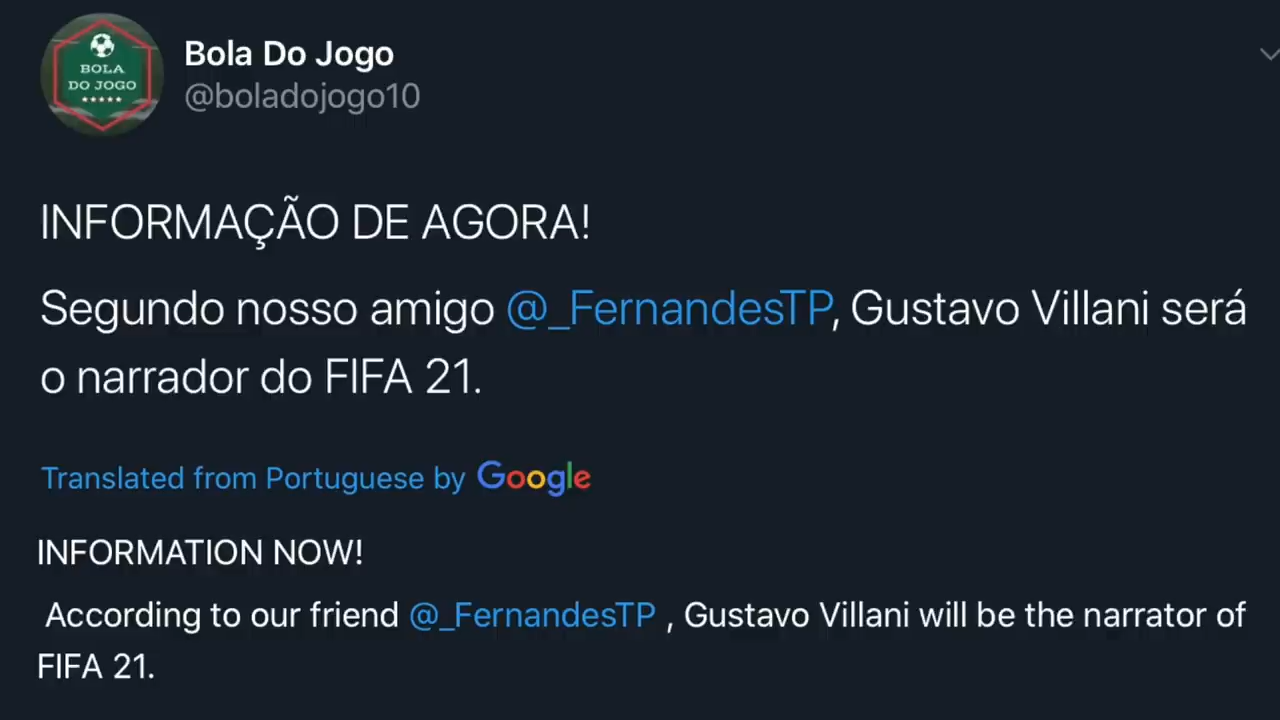 BOLA
DO JOGO
Bola Do Jogo
@boladojogo10
INFORMAÇÃO DE AGORA!
Segundo nosso amigo @_FernandesTP, Gustavo Villani será
o narrador do FIFA 21.
Translated from Portuguese by Google
INFORMATION NOW!
According to our friend @_FernandesTP , Gustavo Villani will be the narrator of
FIFA 21.